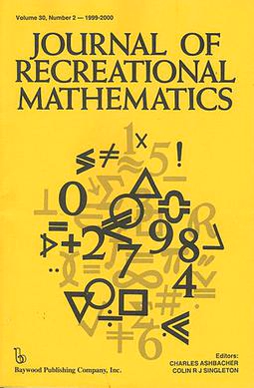 Volume 30, Number 2 — 1999-2000
JOURNAL OF
RECREATIONAL
MATHEMATICS
Editors:
CHARLES ASHBACHER
COLIN R J SINGLETON
Baywood Publishing Company, Inc.